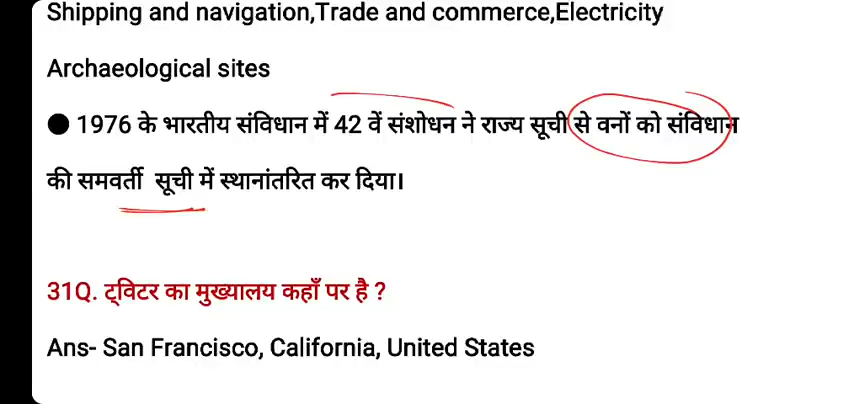 Shipping and navigation,Trade and commerce,Electricity
Archaeological sites
● 1976 के भारतीय संविधान में 42 वें संशोधन ने राज्य सूची से वनों को संविधान
की समवर्ती सूची में स्थानांतरित कर दिया।
31Q. ट्विटर का मुख्यालय कहाँ पर है ?
Ans- San Francisco, California, United States